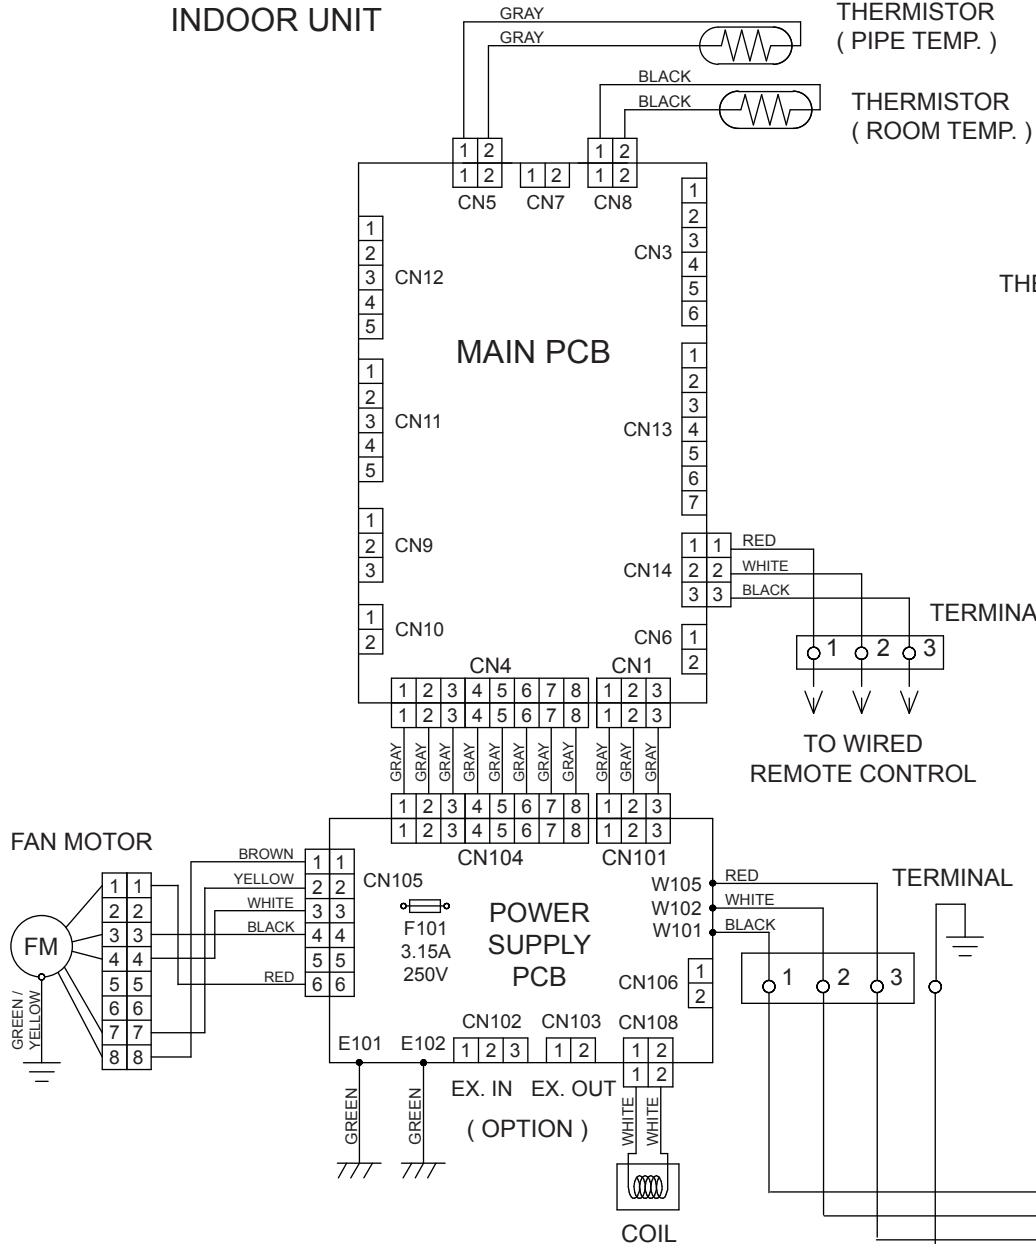 INDOOR UNIT
GRAY
GRAY
THERMISTOR
( PIPE TEMP. )
BLACK
BLACK
THERMISTOR
( ROOM TEMP. )
1 2
1 2
CN5
1 2
CN7
1 2
1 2
CN8
1
2
3
4
5
CN12
1
2
3
4
5
6
CN3
THE
MAIN PCB
1
2
3
4
5
CN11
1
2
3
4
5
6
7
CN13
1
2
3
CN9
CN14
1 1 RED
2 2 WHITE
3 3 BLACK
1
2
CN10
CN6
1
2
TERMINA
1 2 3
TO WIRED
REMOTE CONTROL
CN4
1 2 3 4 5 6 7 8
1 2 3 4 5 6 7 8
CN1
1 2 3
1 2 3
GRAY GRAY GRAY GRAY GRAY GRAY GRAY GRAY
GRAY GRAY GRAY
1 2 3 4 5 6 7 8
1 2 3 4 5 6 7 8
CN104
1 2 3
1 2 3
CN101
FAN MOTOR
FM
GREEN /
YELLOW
1 1
2 2
3 3
4 4
5 5
6 6
7 7
8 8
BROWN 1 1
YELLOW 2 2
WHITE 3 3
BLACK 4 4
5 5
RED 6 6
CN105
F101
3.15A
250V
POWER
SUPPLY
PCB
W105 RED
W102 WHITE
W101 BLACK
TERMINAL
1 2 3
CN106
1
2
E101
E102
GREEN
GREEN
CN102
1 2 3
EX. IN
CN103
1 2
EX. OUT
( OPTION )
CN108
1 2
1 2
WHITE WHITE
COIL